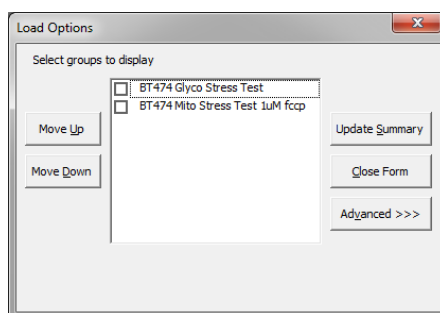 Load Options
Select groups to display
BT474 Glyco Stress Test
BT474 Mito Stress Test 1uM fccp
Move Up
Move Down
Update Summary
Close Form
Advanced >>>